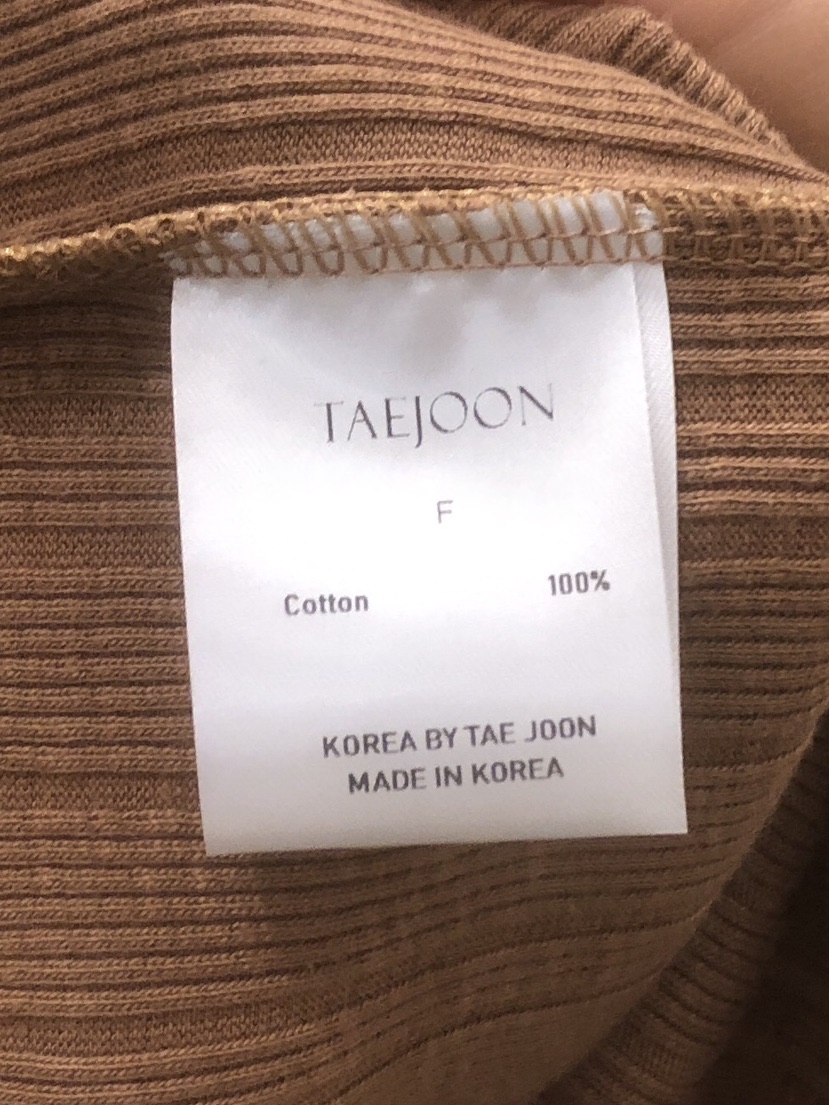 TAEJOON
F
Cotton 100%
KOREA BY TAE JOON
MADE IN KOREA